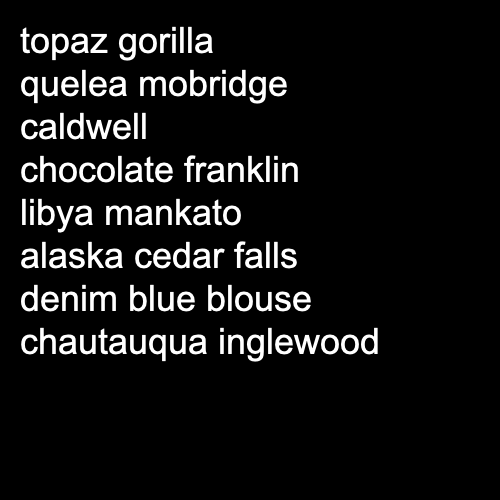 topaz gorilla
quelea mobridge
caldwell
chocolate franklin
libya mankato
alaska cedar falls
denim blue blouse
chautauqua inglewood